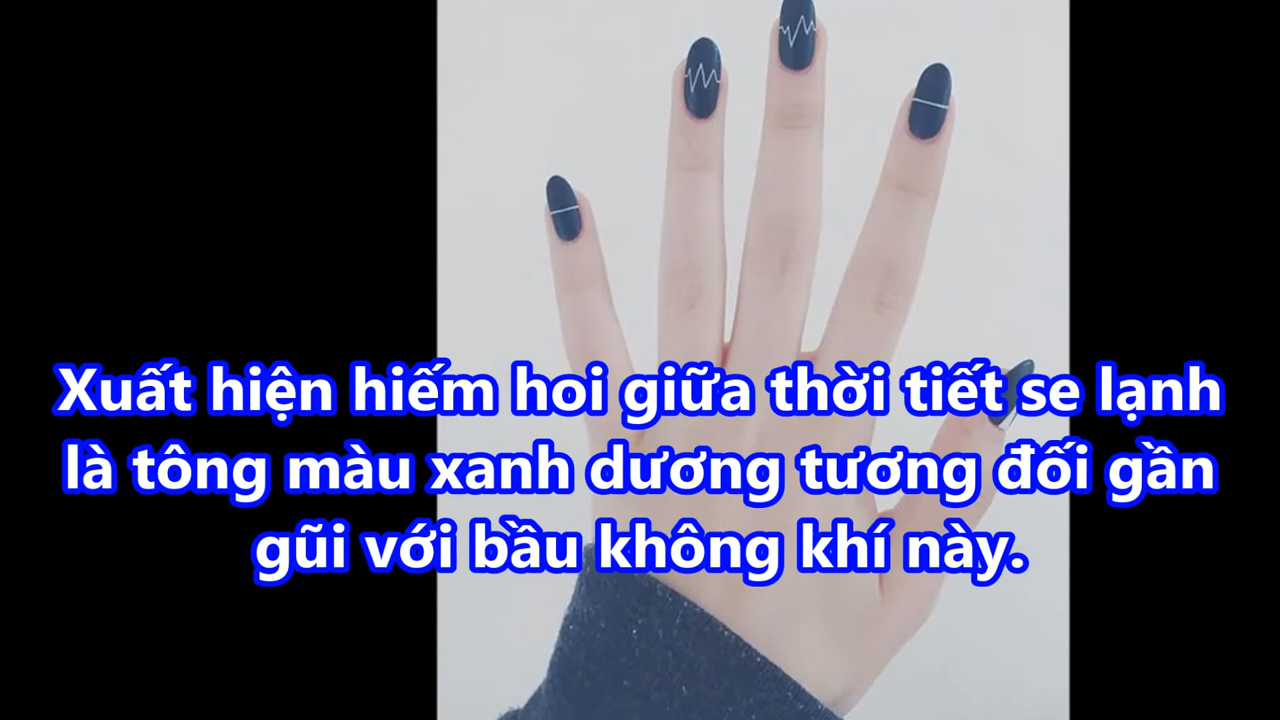 Xuất hiện hiếm hoi giữa thời tiết se lạnh
là tông màu xanh dương tương đối gần
gũi với bầu không khí này.